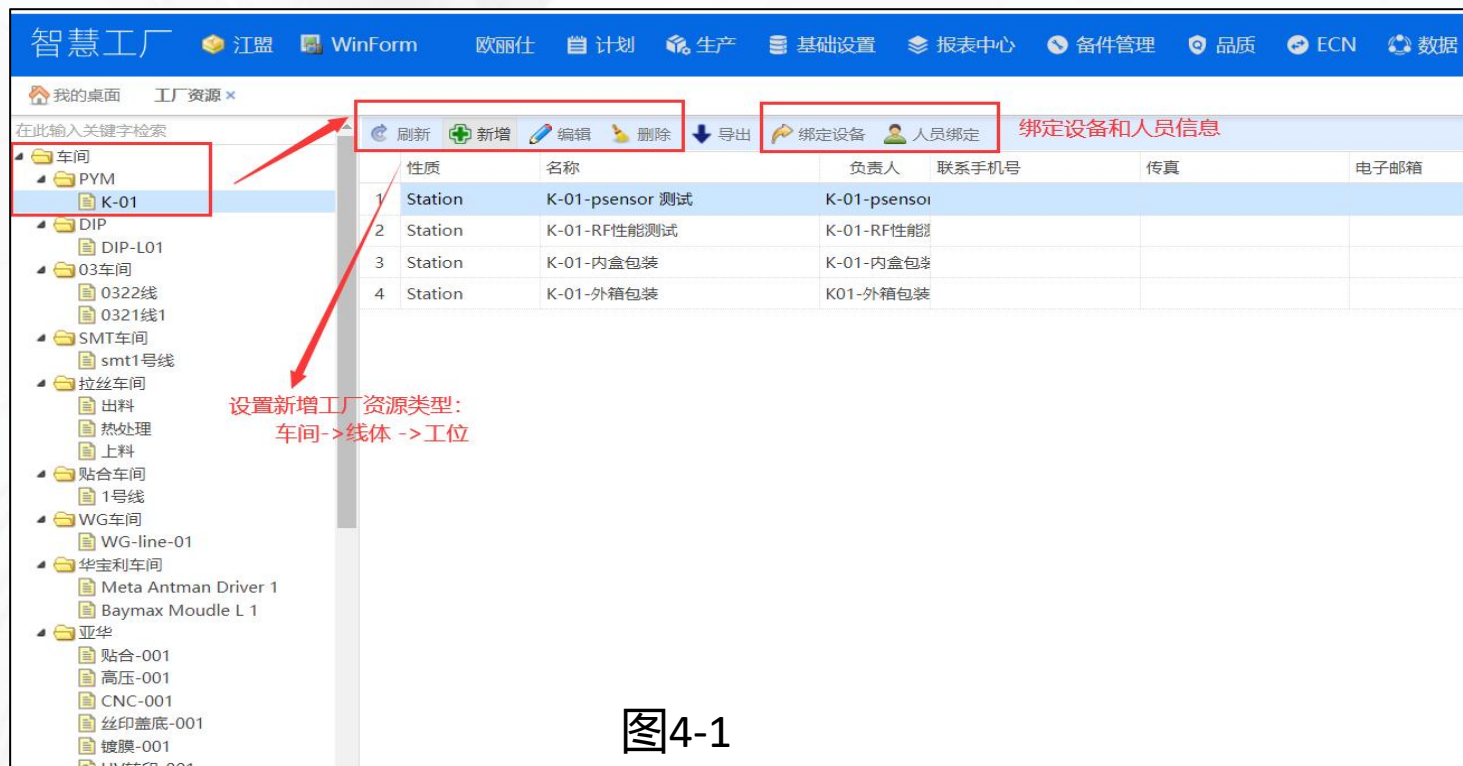 智慧工厂 江盟 WinForm 欧丽仕 计划 生产 基础设置 报表中心 备件管理 品质 ECN 数据
我的桌面 工厂资源 ×
在此输入关键字检索
刷新 新增 编辑 删除 导出 绑定设备 人员绑定
绑定设备和人员信息
性质 名称 负责人 联系手机号 传真 电子邮箱
1 Station K-01-psensor 测试 K-01-psensor
2 Station K-01-RF性能测试 K-01-RF性能测
3 Station K-01-内盒包装 K-01-内盒包装
4 Station K-01-外箱包装 K01-外箱包装
车间
PYM
K-01
DIP
DIP-L01
03车间
0322线
0321线1
SMT车间
smt1号线
拉丝车间
出料
热处理
上料
贴合车间
1号线
WG车间
WG-line-01
华宝利车间
Meta Antman Driver 1
Baymax Moudle L 1
亚华
贴合-001
高压-001
CNC-001
丝印盖底-001
镀膜-001
设置新增工厂资源类型:
车间->线体 ->工位
图4-1